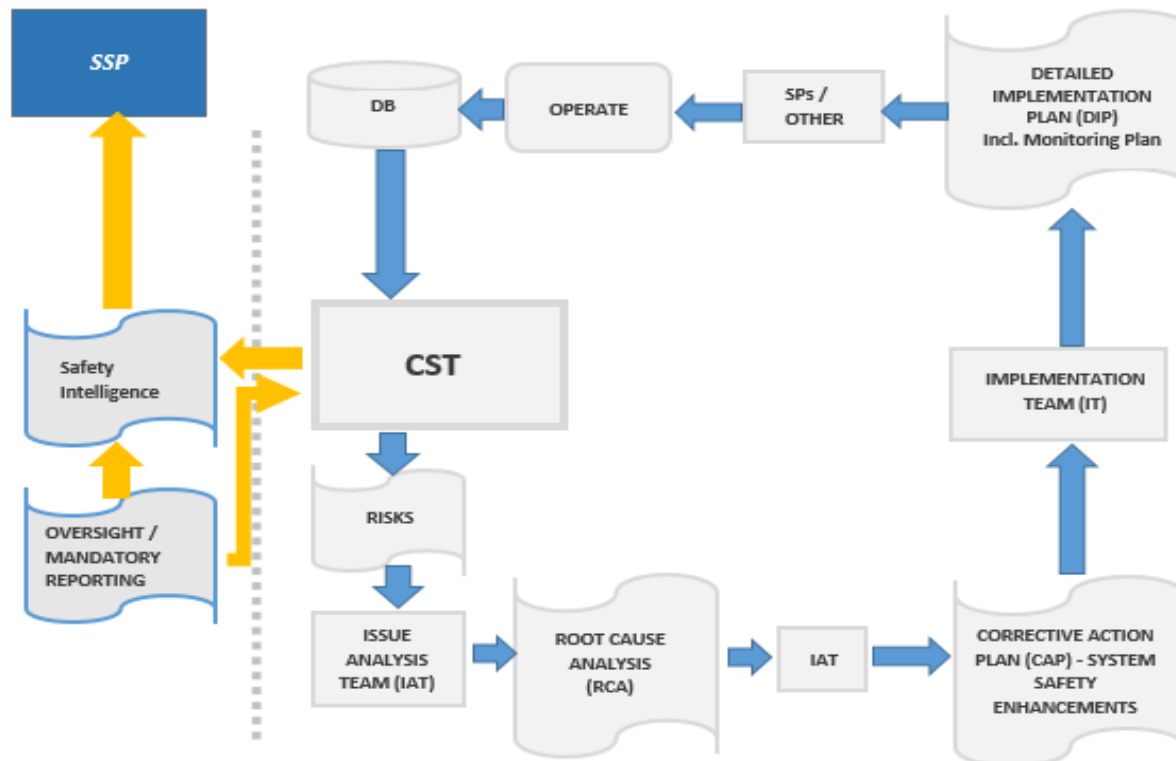 SSP
DB
OPERATE
SPs /
OTHER
DETAILED
IMPLEMENTATION
PLAN (DIP)
Incl. Monitoring Plan
Safety
Intelligence
CST
IMPLEMENTATION
TEAM (IT)
OVERSIGHT /
MANDATORY
REPORTING
RISKS
ISSUE
ANALYSIS
TEAM (IAT)
ROOT CAUSE
ANALYSIS
(RCA)
IAT
CORRECTIVE ACTION
PLAN (CAP) - SYSTEM
SAFETY
ENHANCEMENTS